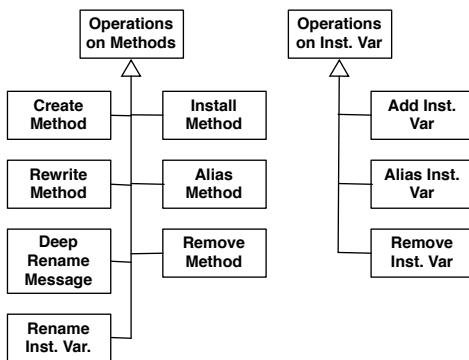 Operations
on Methods
Operations
on Inst. Var
Create
Method
Install
Method
Add Inst.
Var
Rewrite
Method
Alias
Method
Alias Inst.
Var
Deep
Rename
Message
Remove
Method
Remove
Inst. Var
Rename
Inst. Var.